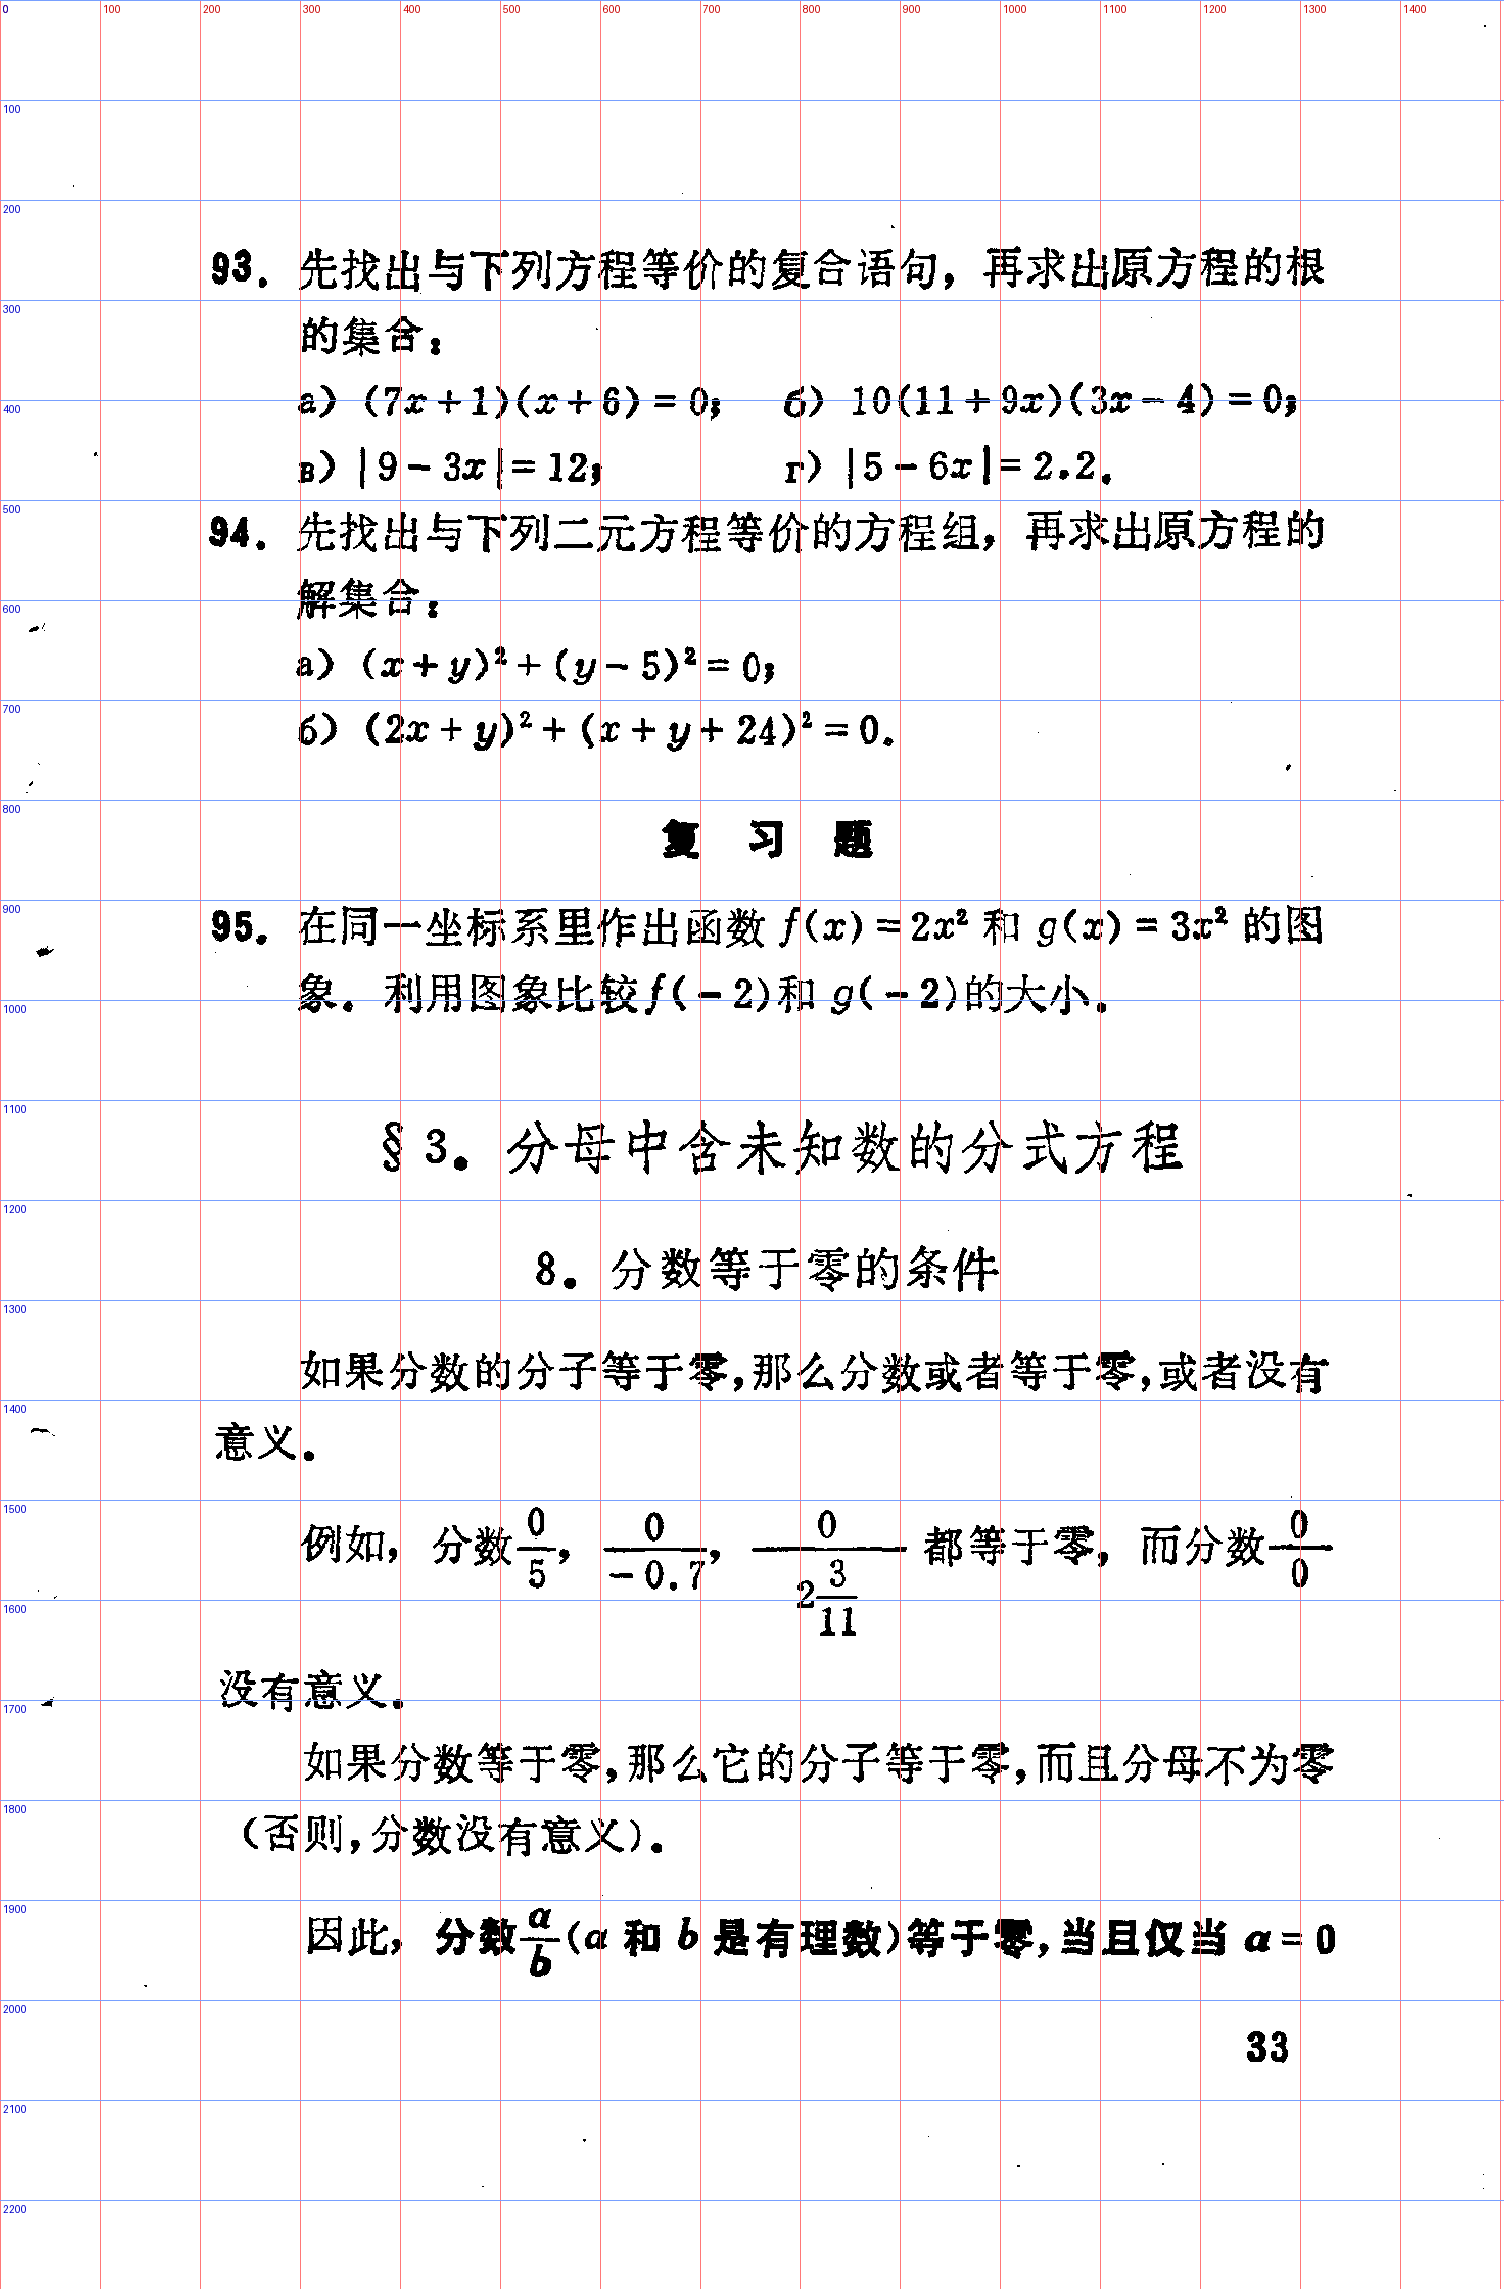 93. 先找出与下列方程等价的复合语句，再求出原方程的根
的集合：
а) (7x+1)(x+6)=0; б) 10(11+9x)(3x-4)=0;
в) |9-3x|=12; г) |5-6x|=2.2.
94. 先找出与下列二元方程等价的方程组，再求出原方程的
解集合：
а) (x+y)²+(y-5)²=0;
б) (2x+y)²+(x+y+24)²=0.
复 习 题
95. 在同一坐标系里作出函数 f(x)=2x² 和 g(x)=3x² 的图
象. 利用图象比较 f(-2)和 g(-2)的大小.
§3. 分母中含未知数的分式方程
8. 分数等于零的条件
如果分数的分子等于零,那么分数或者等于零,或者没有
意义.
例如, 分数 0/5, 0/-0.7, 0/2 3/11 都等于零, 而分数 0/0
没有意义.
如果分数等于零,那么它的分子等于零,而且分母不为零
(否则,分数没有意义).
因此, 分数 a/b (a 和 b 是有理数)等于零,当且仅当 a=0
33